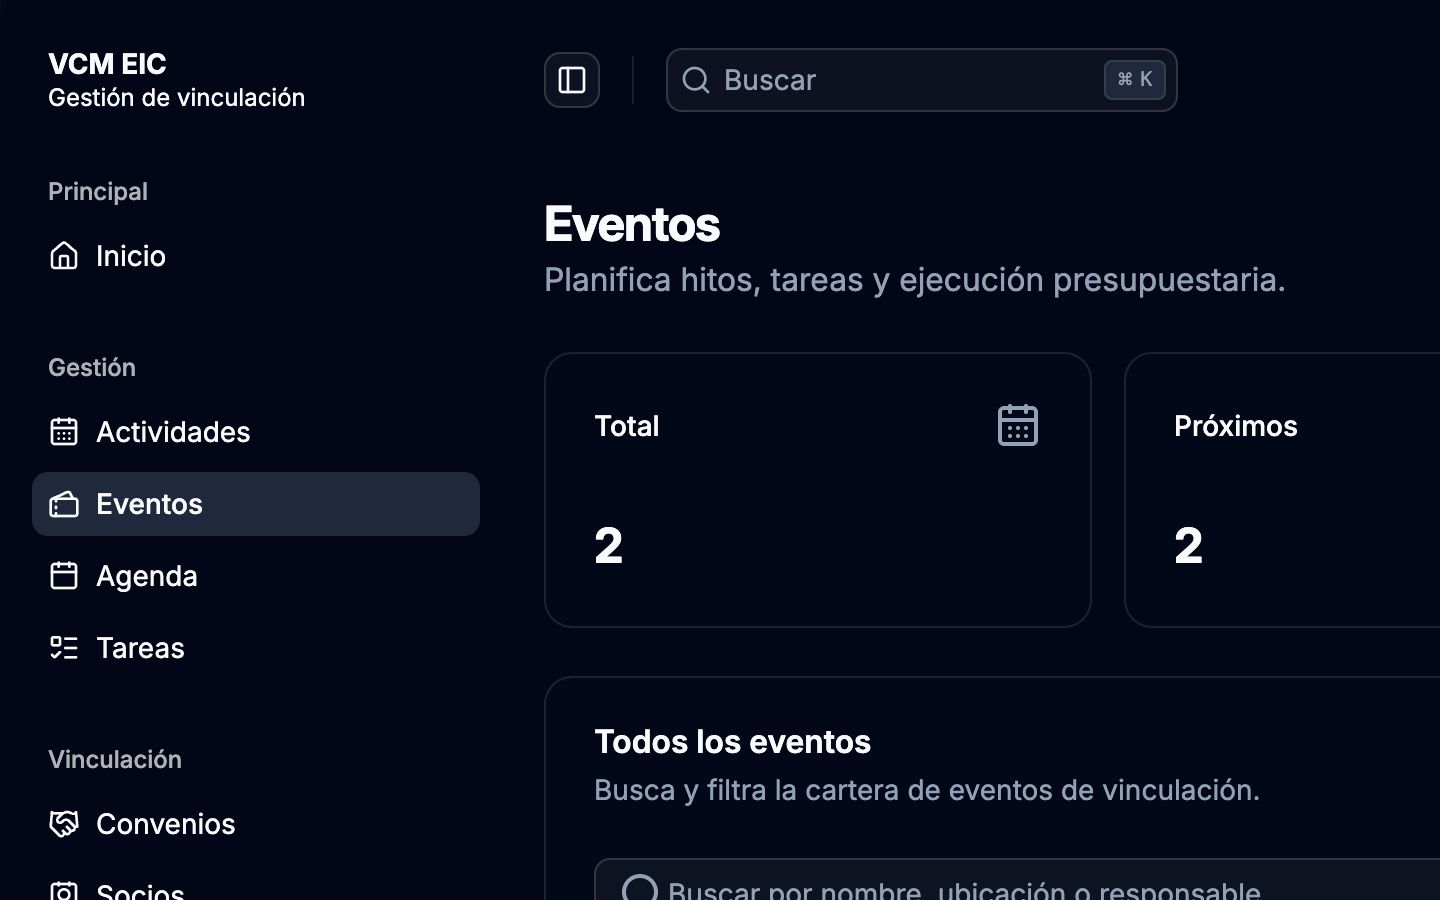 VCM EIC
Gestión de vinculación
Principal
Inicio
Gestión
Actividades
Eventos
Agenda
Tareas
Vinculación
Convenios
Socios
Buscar
⌘ K
Eventos
Planifica hitos, tareas y ejecución presupuestaria.
Total
2
Próximos
2
Todos los eventos
Busca y filtra la cartera de eventos de vinculación.
Buscar por nombre, ubicación o responsable